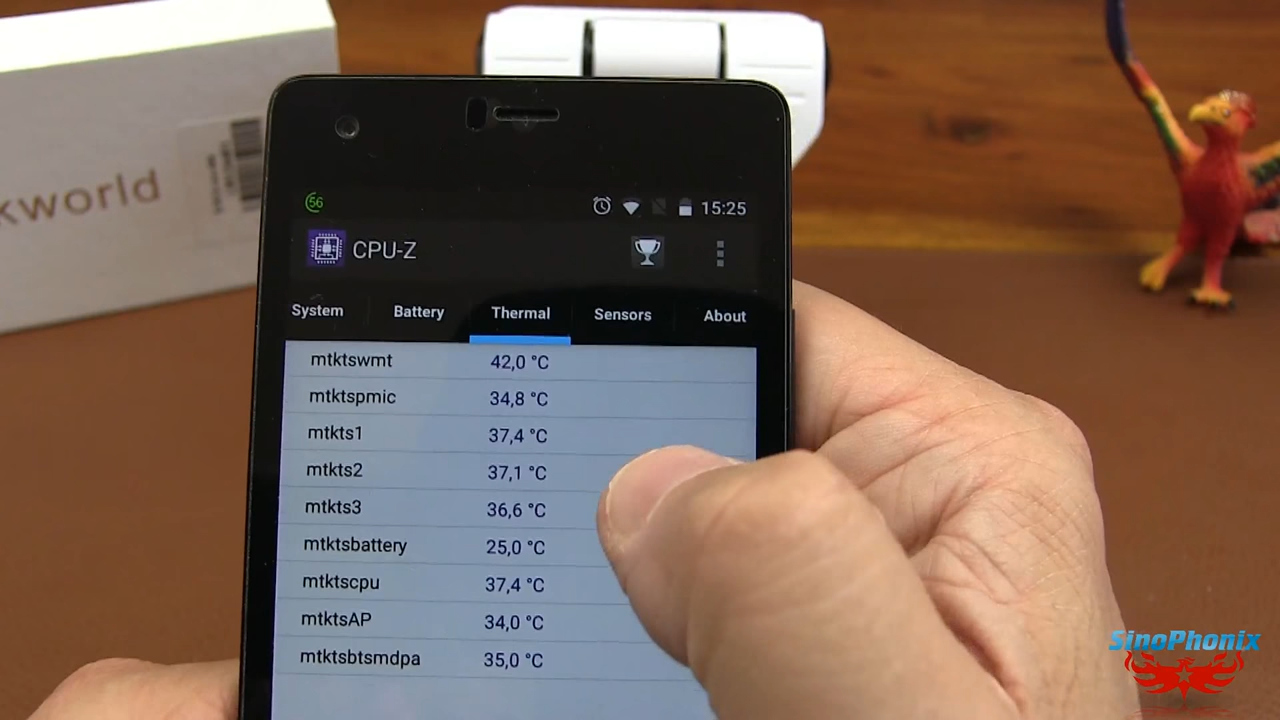 kworld
56
15:25
CPU-Z
System Battery Thermal Sensors About
mtktswmt 42,0 °C
mtktspmic 34,8 °C
mtkts1 37,4 °C
mtkts2 37,1 °C
mtkts3 36,6 °C
mtktsbattery 25,0 °C
mtktscpu 37,4 °C
mtktsAP 34,0 °C
mtktsbtsmdpa 35,0 °C
SinoPhonix